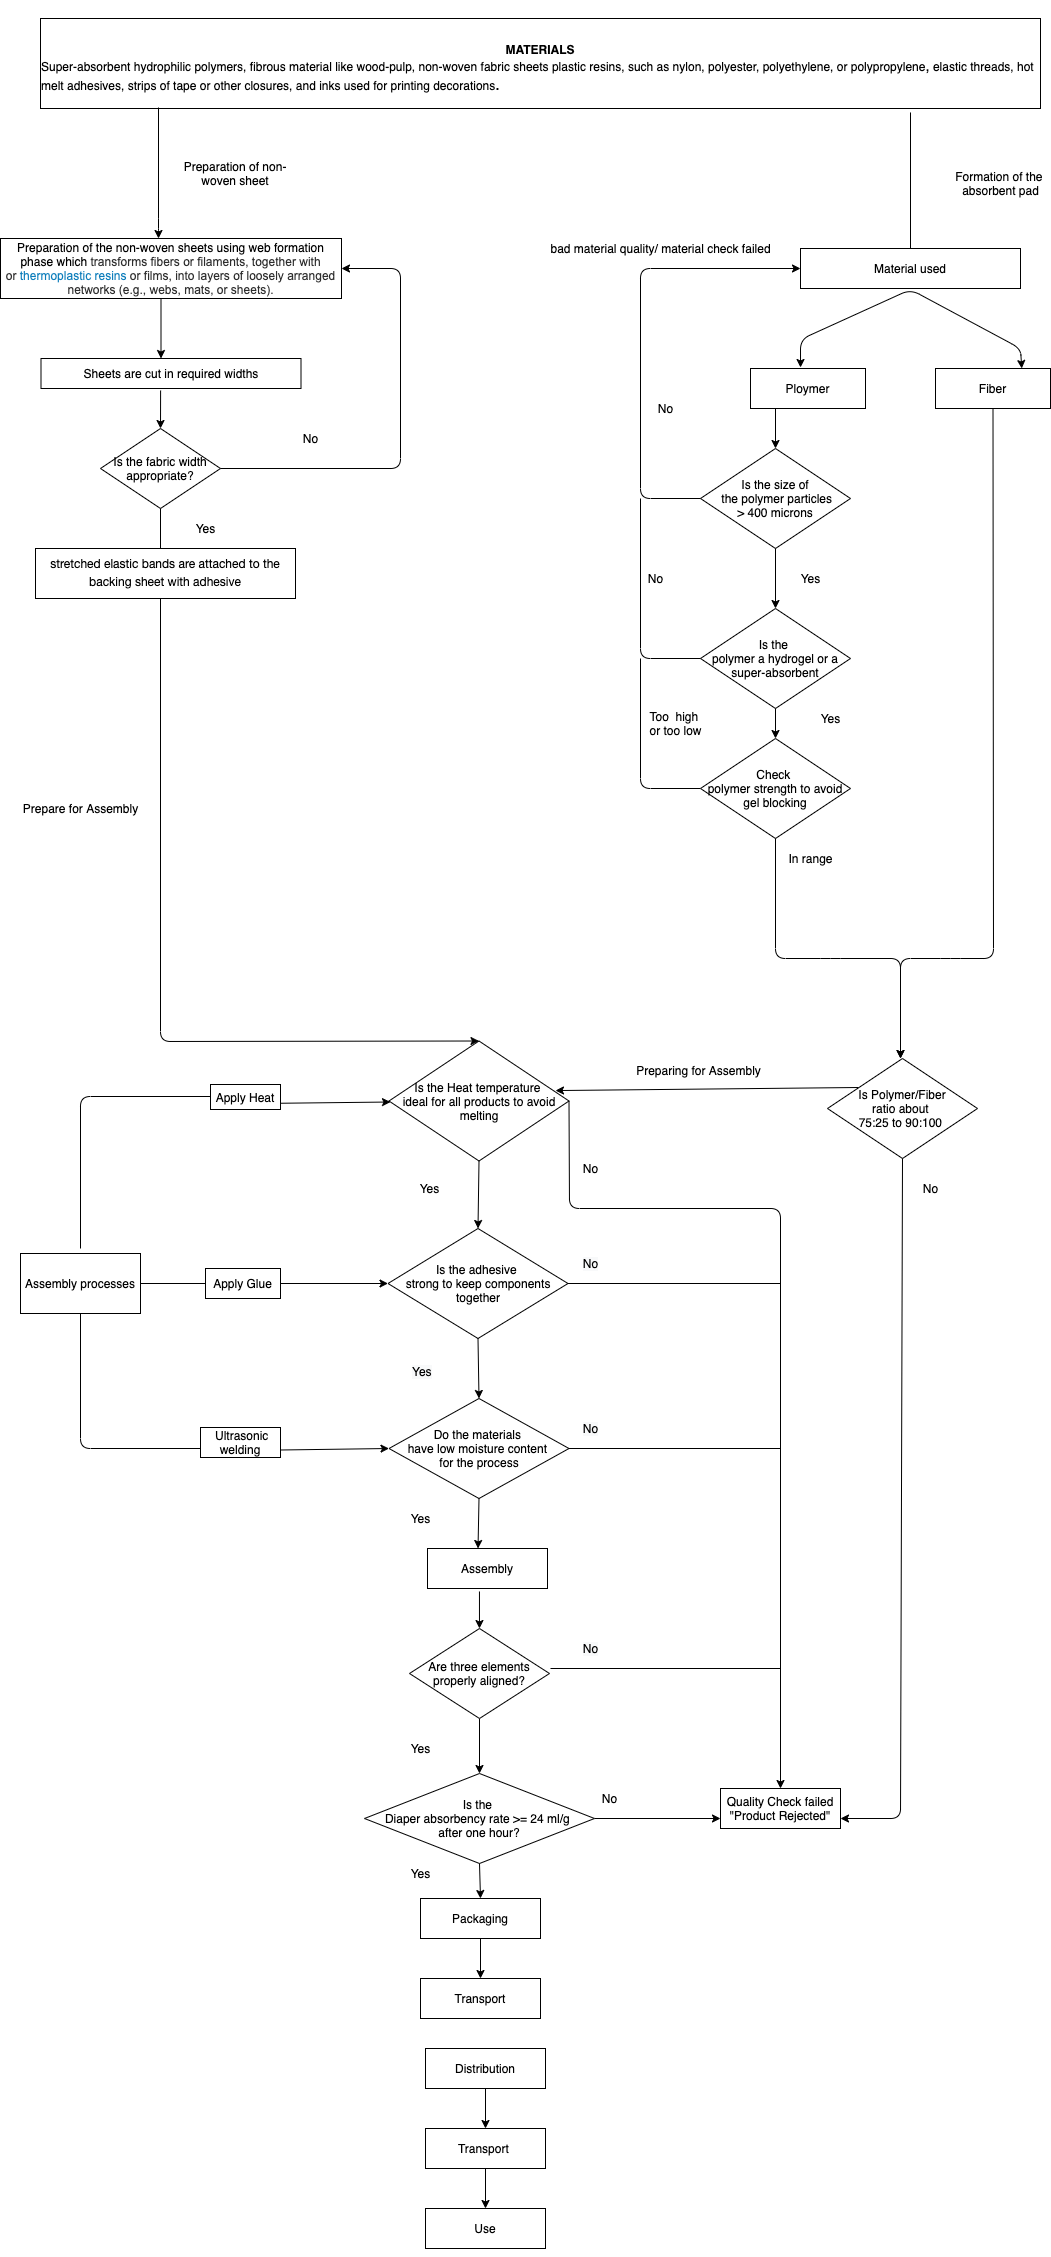 MATERIALS
Super-absorbent hydrophilic polymers, fibrous material like wood-pulp, non-woven fabric sheets plastic resins, such as nylon, polyester, polyethylene, or polypropylene, elastic threads, hot
melt adhesives, strips of tape or other closures, and inks used for printing decorations.
Preparation of non-
woven sheet
Formation of the
absorbent pad
Preparation of the non-woven sheets using web formation
phase which transforms fibers or filaments, together with
or thermoplastic resins or films, into layers of loosely arranged
networks (e.g., webs, mats, or sheets).
bad material quality/ material check failed
Material used
Sheets are cut in required widths
Ploymer
Fiber
No
No
Is the fabric width
appropriate?
Is the size of
the polymer particles
> 400 microns
Yes
stretched elastic bands are attached to the
backing sheet with adhesive
No
Yes
Is the
polymer a hydrogel or a
super-absorbent
Too high
or too low
Yes
Check
polymer strength to avoid
gel blocking
Prepare for Assembly
In range
Preparing for Assembly
Apply Heat
Is the Heat temperature
ideal for all products to avoid
melting
Is Polymer/Fiber
ratio about
75:25 to 90:100
No
Yes
No
Assembly processes
Apply Glue
Is the adhesive
strong to keep components
together
No
Yes
Ultrasonic
welding
Do the materials
have low moisture content
for the process
No
Yes
Assembly
No
Are three elements
properly aligned?
Yes
Is the
Diaper absorbency rate >= 24 ml/g
after one hour?
No
Quality Check failed
"Product Rejected"
Yes
Packaging
Transport
Distribution
Transport
Use